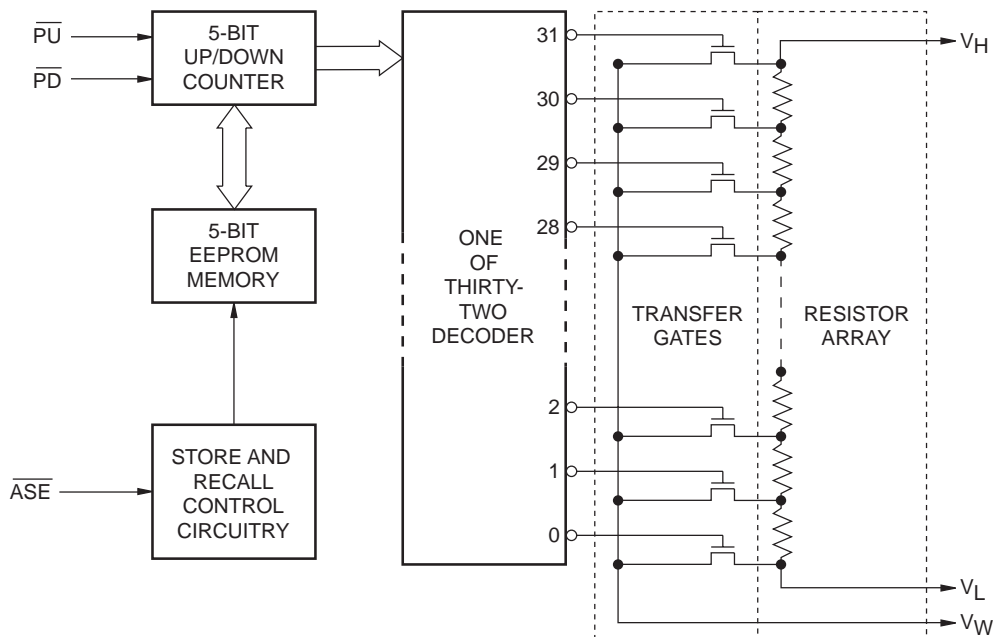 PU
PD
5-BIT
UP/DOWN
COUNTER
5-BIT
EEPROM
MEMORY
ASE
STORE AND
RECALL
CONTROL
CIRCUITRY
ONE
OF
THIRTY-
TWO
DECODER
31
30
29
28
2
1
0
TRANSFER
GATES
RESISTOR
ARRAY
VH
VL
VW